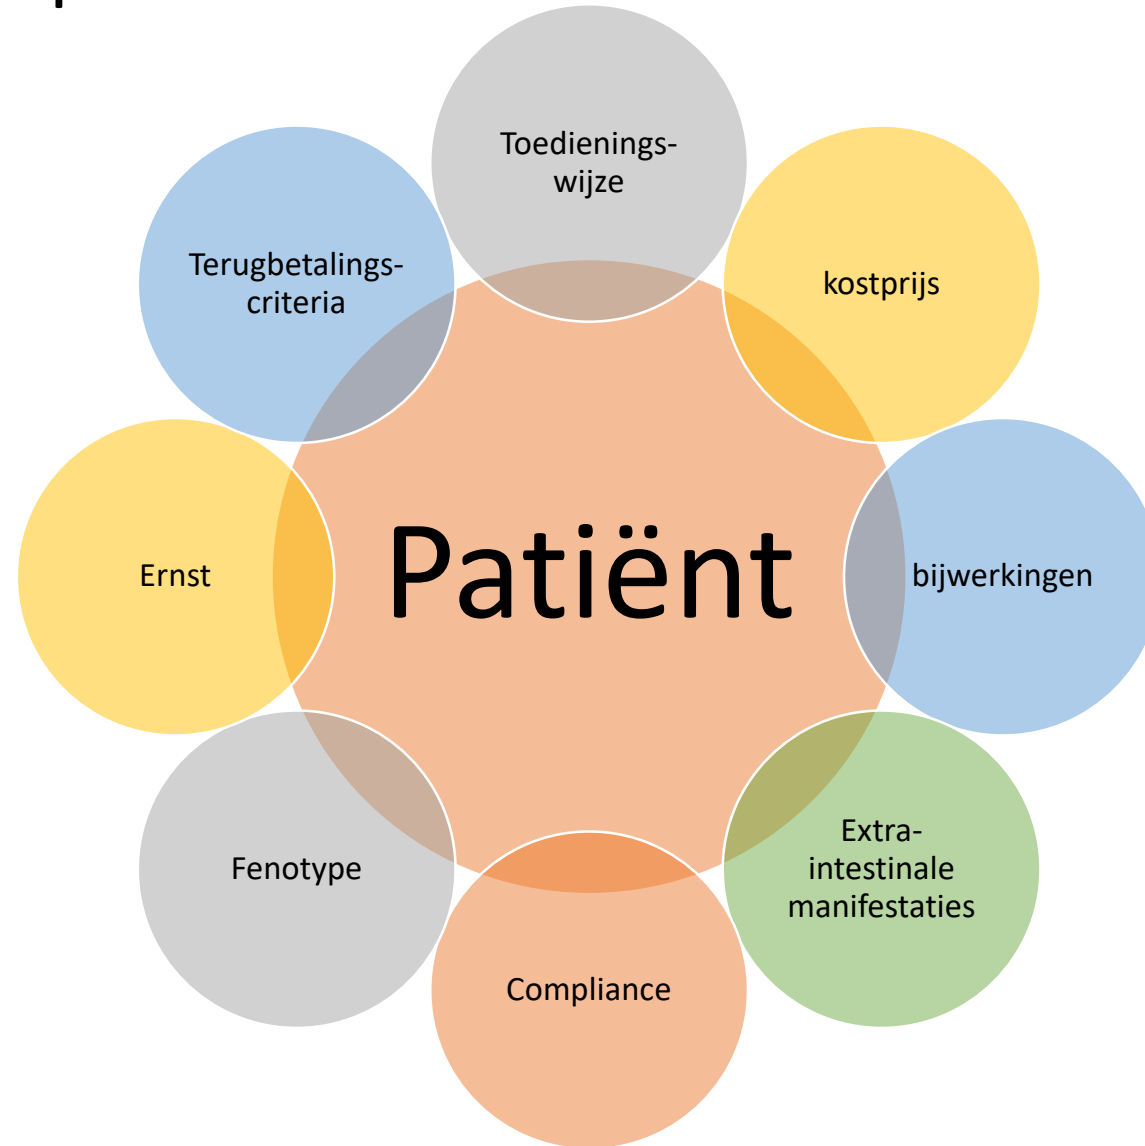 Toedienings-
wijze
kostprijs
Terugbetalings-
criteria
Patiënt
Ernst
bijwerkingen
Fenotype
Extra-
intestinale
manifestaties
Compliance